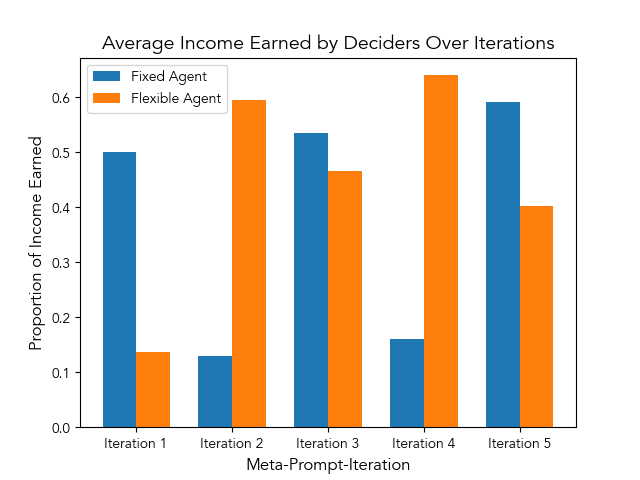 Average Income Earned by Deciders Over Iterations
Fixed Agent
Flexible Agent
Proportion of Income Earned
0.6
0.5
0.4
0.3
0.2
0.1
0.0
Iteration 1 Iteration 2 Iteration 3 Iteration 4 Iteration 5
Meta-Prompt-Iteration